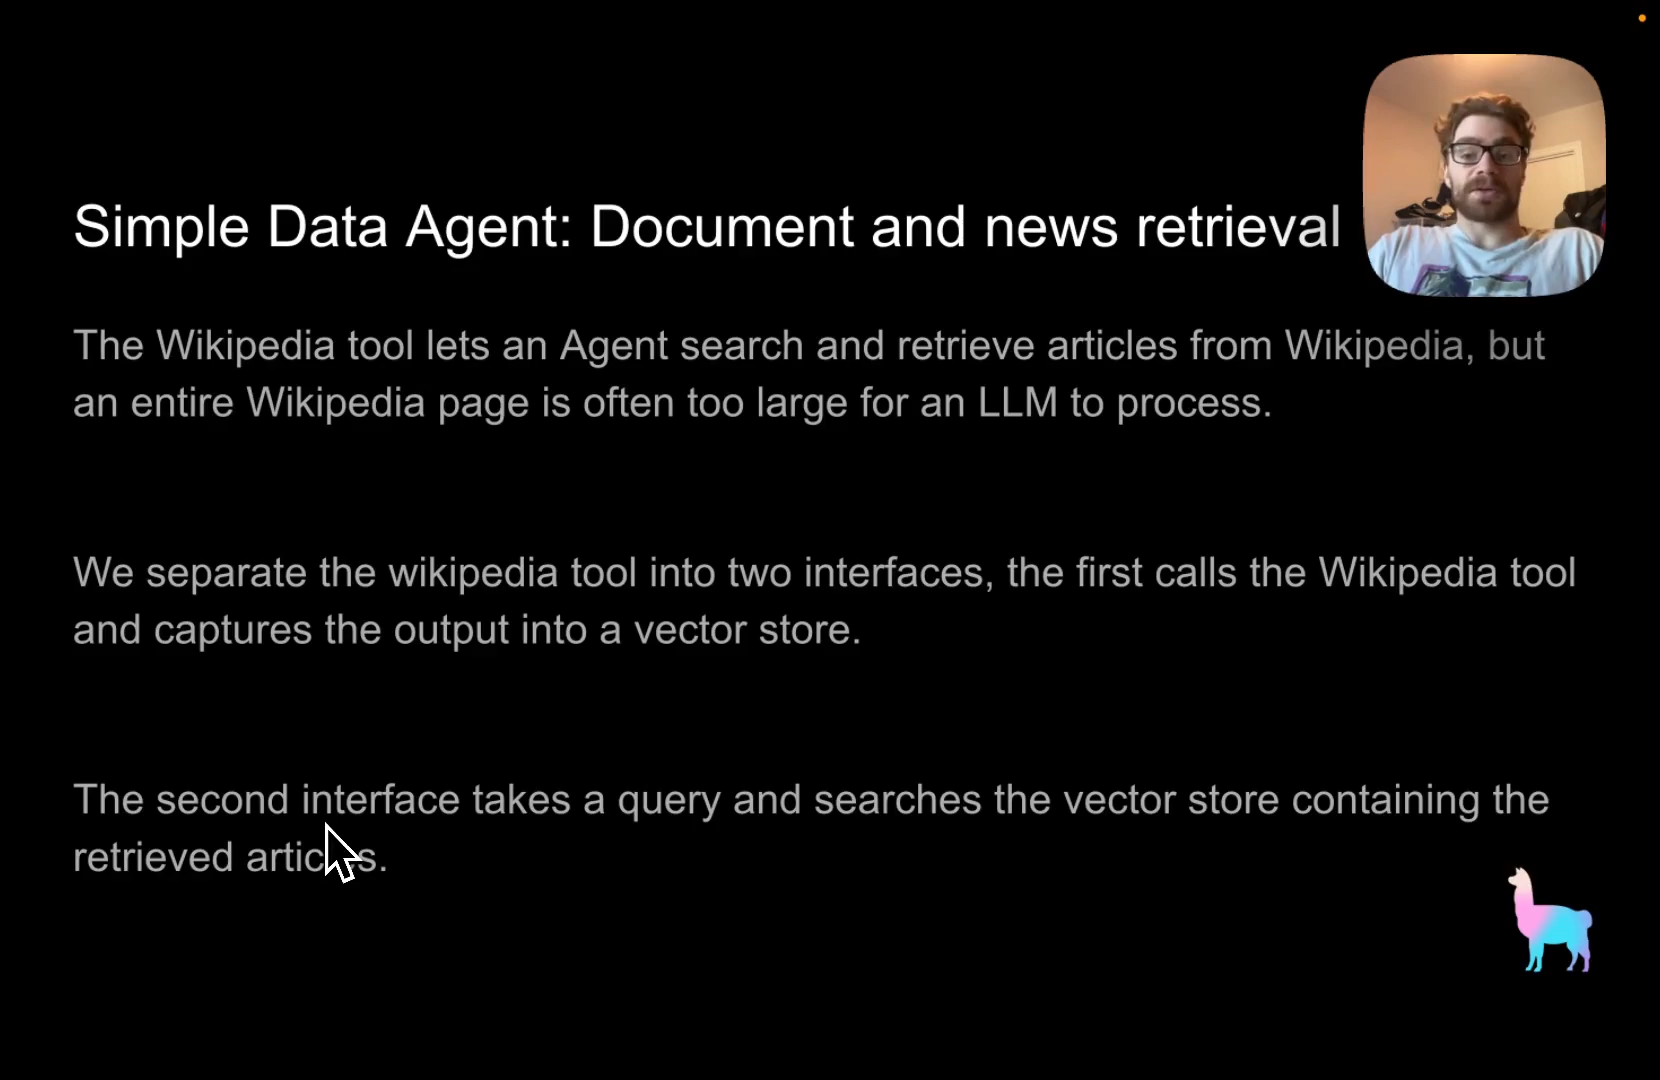 Simple Data Agent: Document and news retrieval
The Wikipedia tool lets an Agent search and retrieve articles from Wikipedia, but
an entire Wikipedia page is often too large for an LLM to process.
We separate the wikipedia tool into two interfaces, the first calls the Wikipedia tool
and captures the output into a vector store.
The second interface takes a query and searches the vector store containing the
retrieved articles.